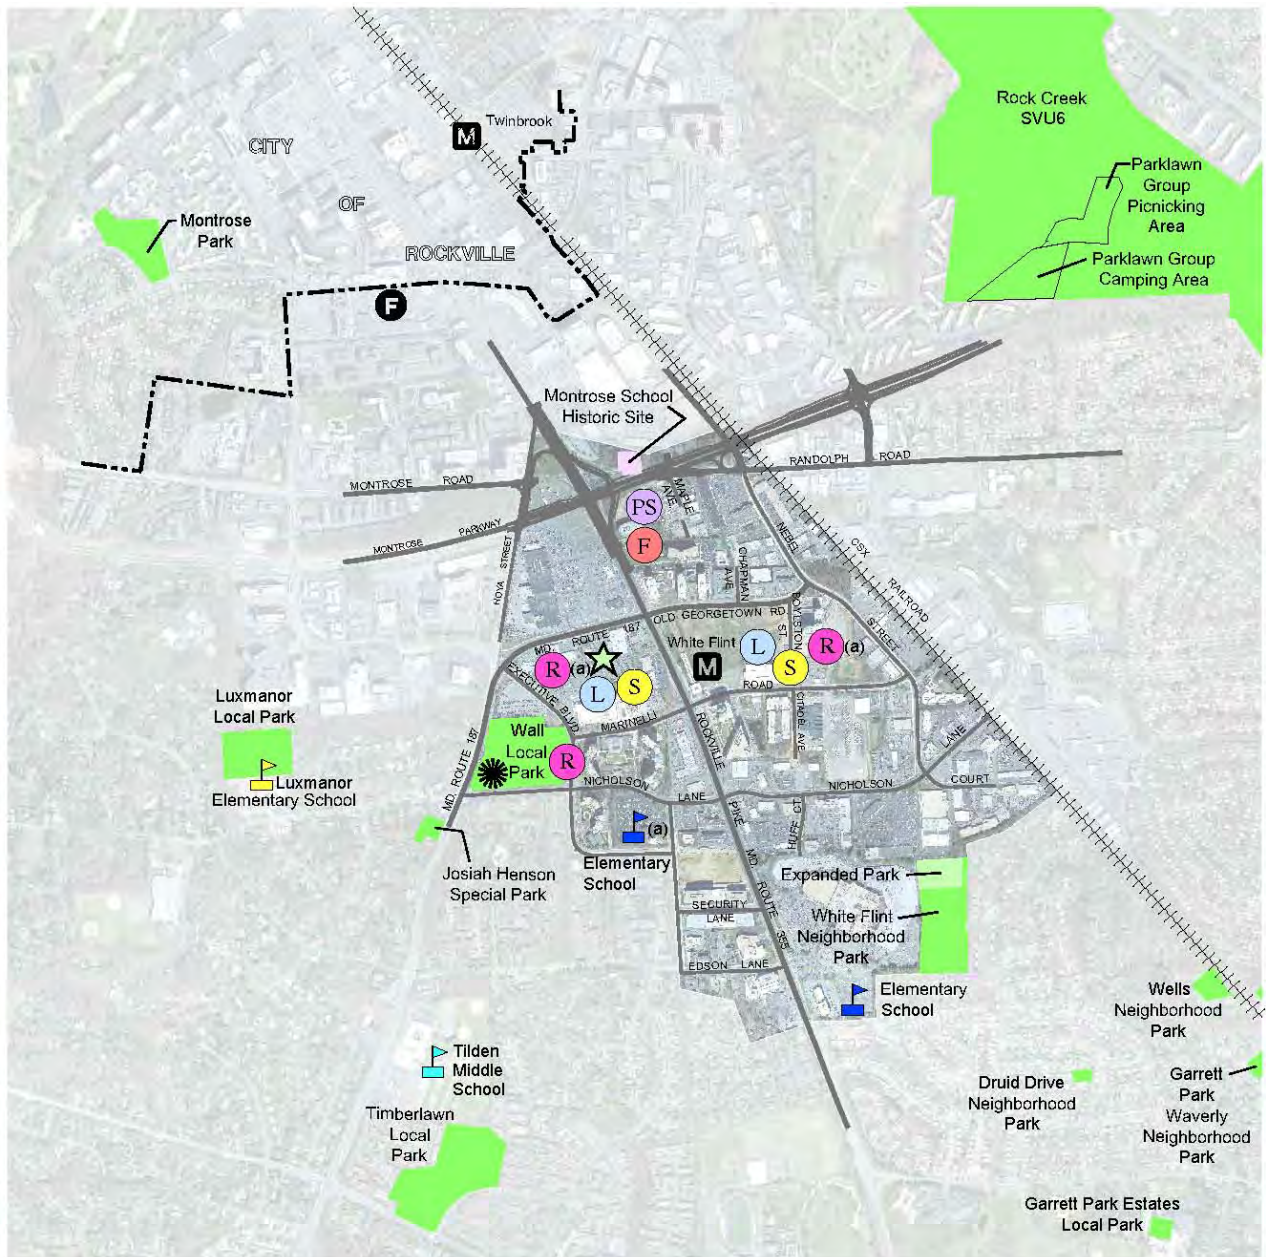 Rock Creek
SVU6
M
Twinbrook
CITY
OF
ROCKVILLE
Parklawn
Group
Picnicking
Area
Parklawn Group
Camping Area
Montrose
Park
F
Montrose School
Historic Site
RANDOLPH ROAD
MONTROSE ROAD
MONTROSE PARKWAY
HOYA STREET
PS
F
MAPLE
AVE.
CHAPMAN
AVE
NEBEL
STREET
CSX RAILROAD
MD. ROUTE 187
OLD GEORGETOWN RD.
BOYLSTON
ST.
White Flint
M
L
S
R
(a)
R
(a)
L
S
EXECUTIVE BLVD.
MARINELLI
ROAD
CITADEL AVE
ROCKVILLE
PIKE
MD. ROUTE 355
MD. ROUTE 187
Wall
Local
Park
R
NICHOLSON
LANE
NICHOLSON
LANE
COURT
HUFF CT
Luxmanor
Local Park
Luxmanor
Elementary School
(a)
Elementary
School
Josiah Henson
Special Park
Expanded Park
White Flint
Neighborhood
Park
SECURITY
LANE
EDSON LANE
Elementary
School
Wells
Neighborhood
Park
Tilden
Middle
School
Timberlawn
Local
Park
Druid Drive
Neighborhood
Park
Garrett
Park
Waverly
Neighborhood
Park
Garrett Park Estates
Local Park